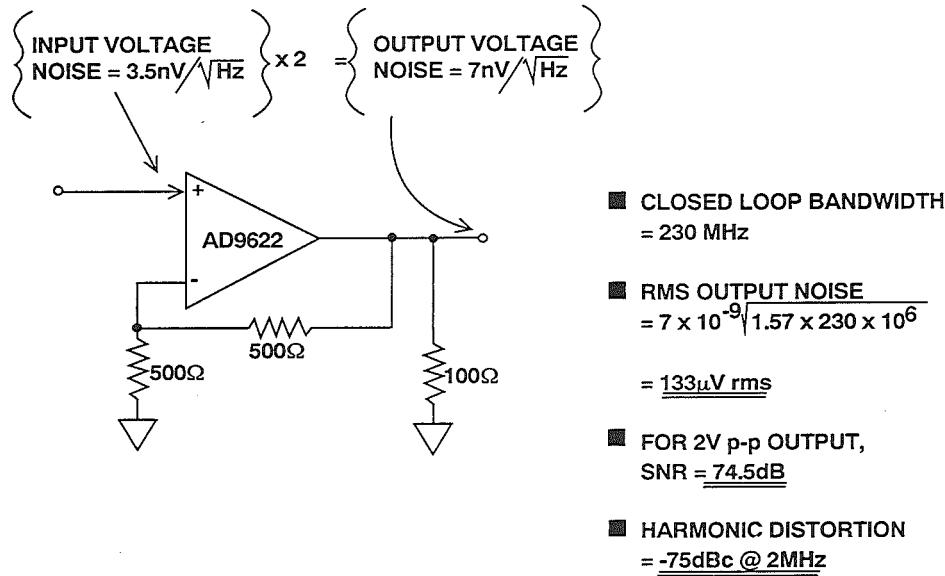 INPUT VOLTAGE
NOISE = 3.5nV/√Hz
x 2
=
OUTPUT VOLTAGE
NOISE = 7nV/√Hz
+
AD9622
-
500Ω
500Ω
100Ω
■ CLOSED LOOP BANDWIDTH
= 230 MHz
■ RMS OUTPUT NOISE
= 7 x 10⁻⁹√1.57 x 230 x 10⁶
= 133µV rms
■ FOR 2V p-p OUTPUT,
SNR = 74.5dB
■ HARMONIC DISTORTION
= -75dBc @ 2MHz